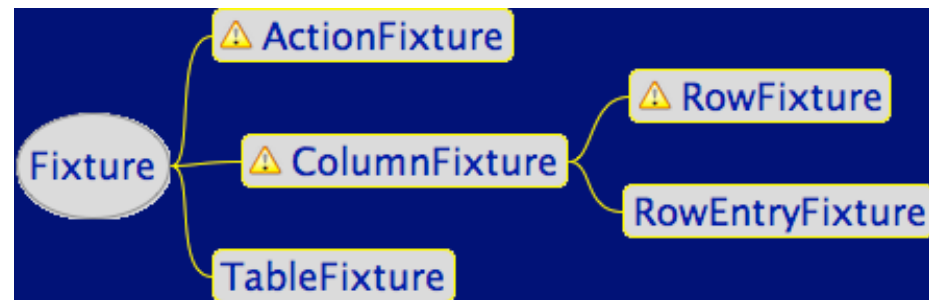 ActionFixture
RowFixture
Fixture
ColumnFixture
RowEntryFixture
TableFixture